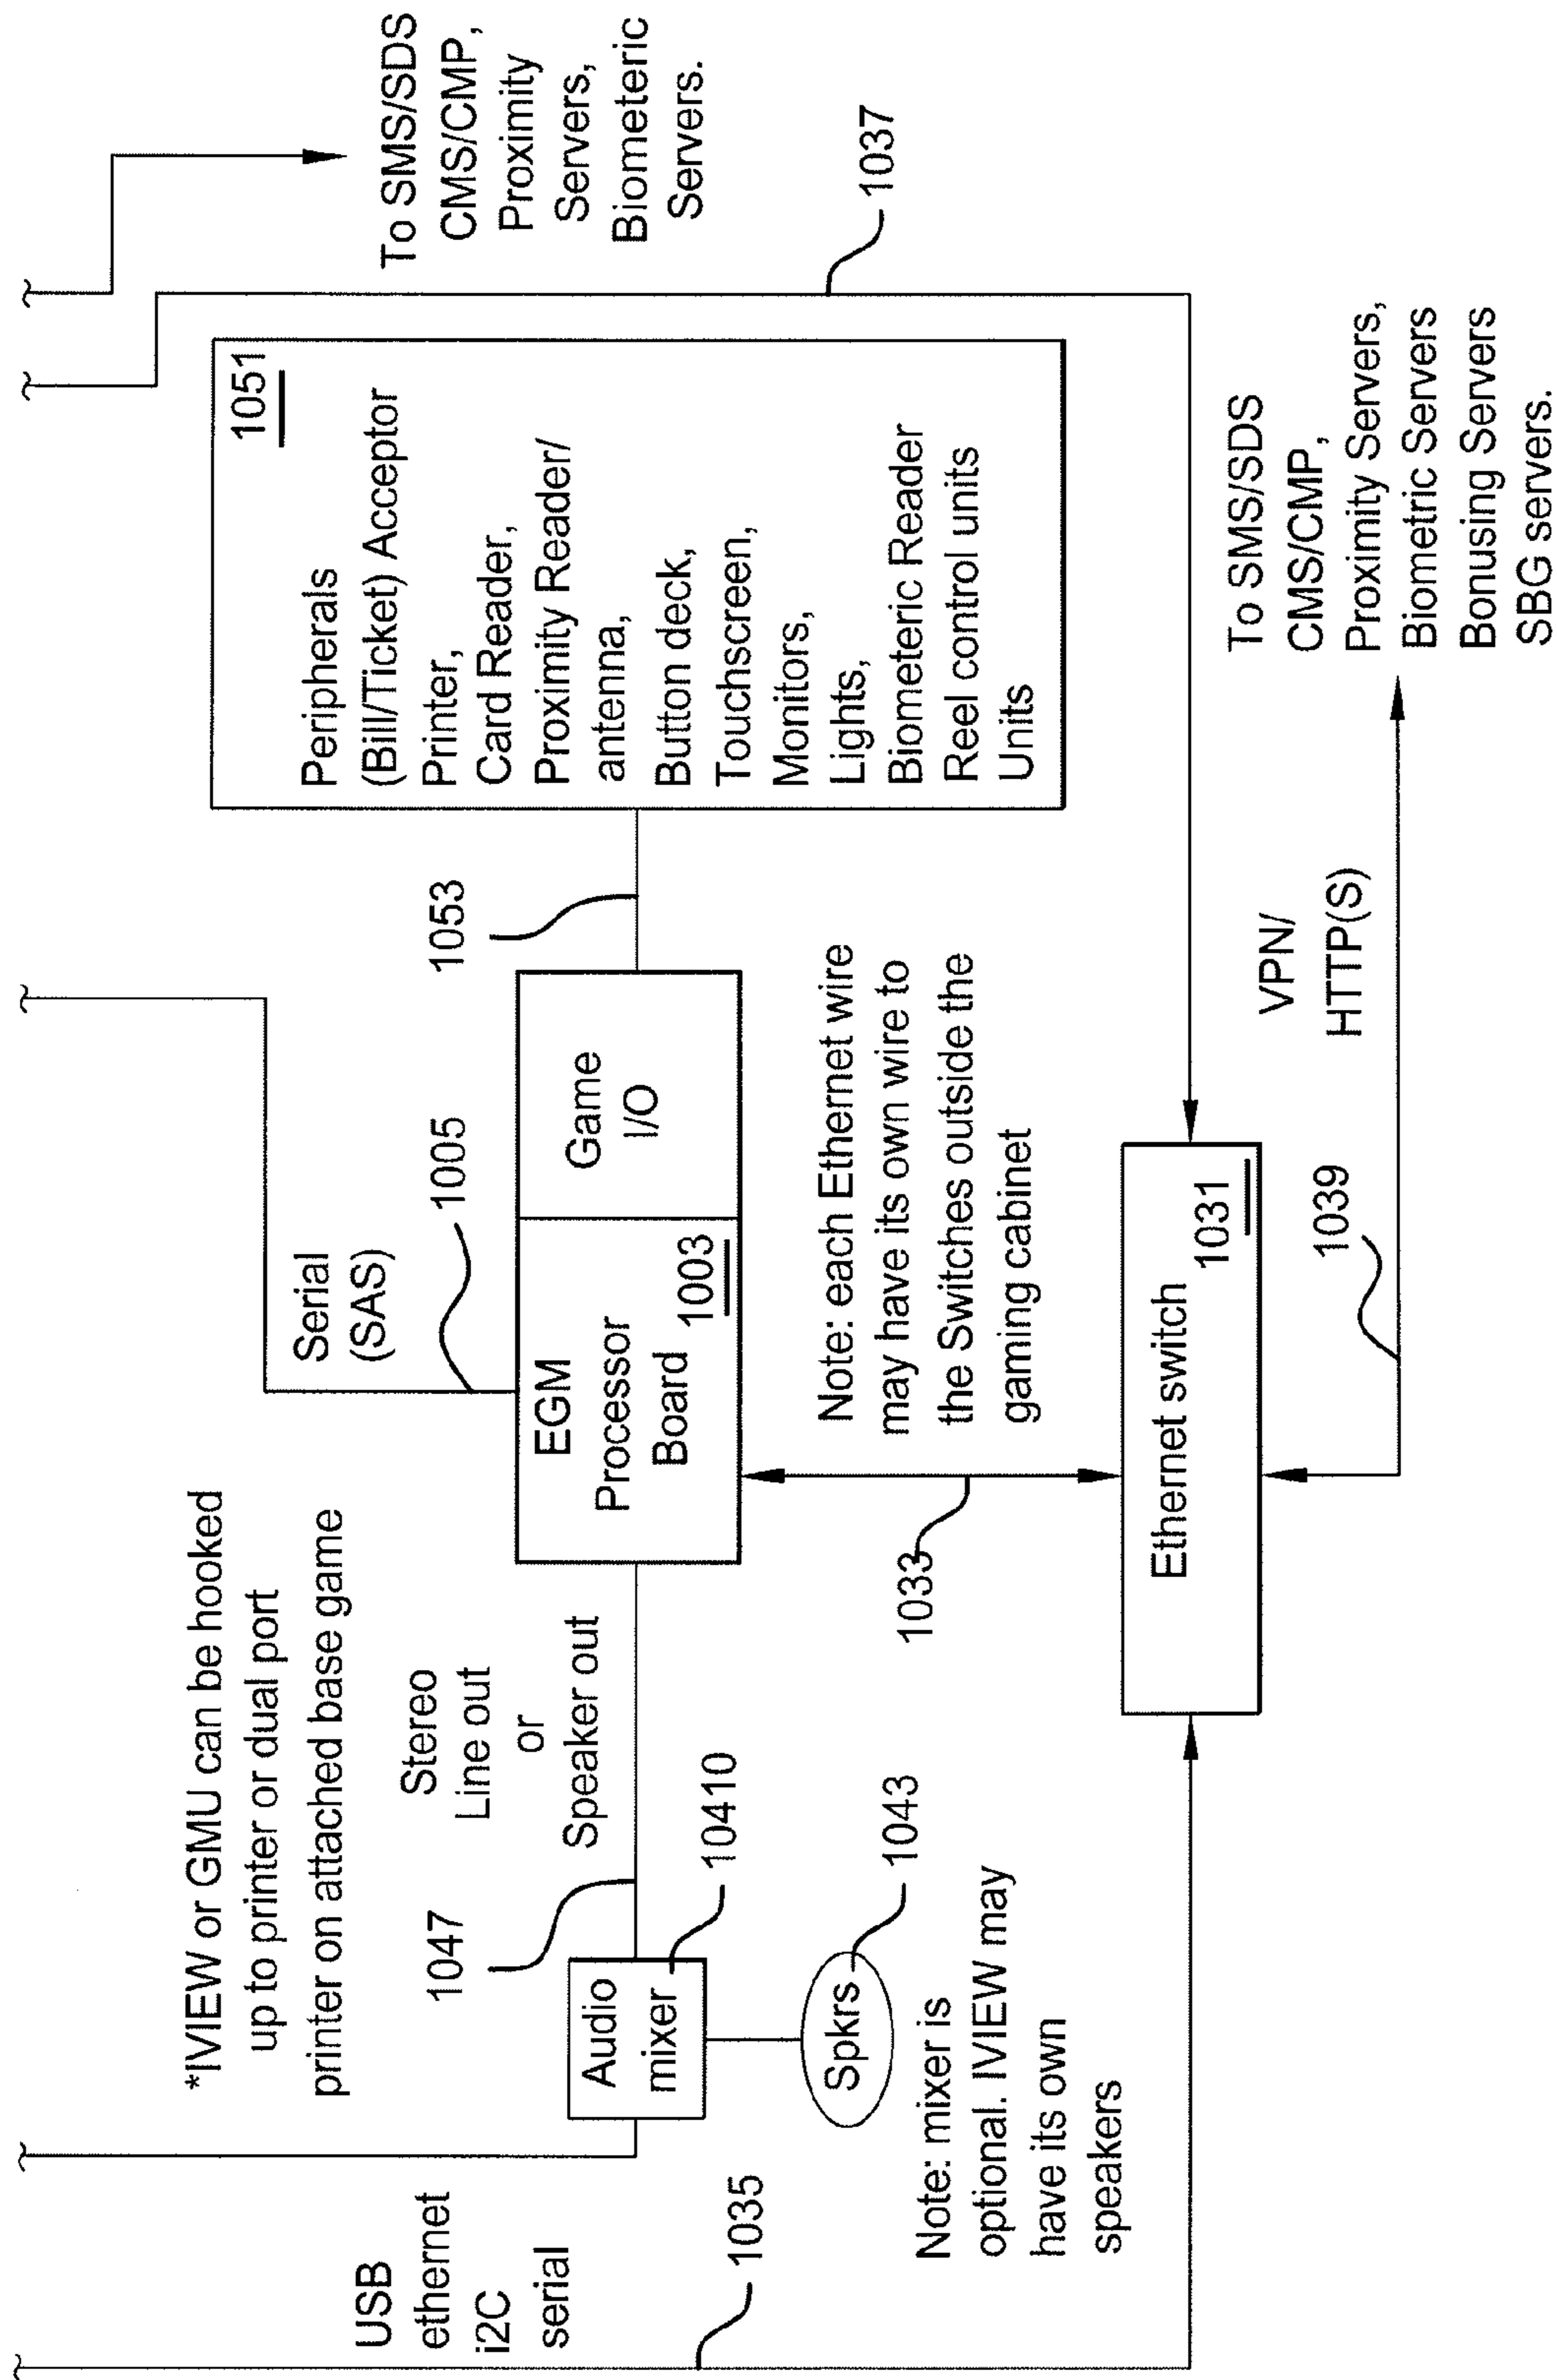 *IVIEW or GMU can be hooked
up to printer or dual port
printer on attached base game
USB
ethernet
i2C
serial
1035
Serial
(SAS)
1005
To SMS/SDS
CMS/CMP,
Proximity
Servers,
Biometeric
Servers.
1037
1047
Stereo
Line out
or
Speaker out
Audio
mixer
10410
Spkrs
1043
Note: mixer is
optional. IVIEW may
have its own
speakers
EGM
Processor
Board
1003
Game
I/O
1053
1051
Peripherals
(Bill/Ticket) Acceptor
Printer,
Card Reader,
Proximity Reader/
antenna,
Button deck,
Touchscreen,
Monitors,
Lights,
Biometeric Reader
Reel control units
Units
1033
Note: each Ethernet wire
may have its own wire to
the Switches outside the
gaming cabinet
Ethernet switch
1031
1039
VPN/
HTTP(S)
To SMS/SDS
CMS/CMP,
Proximity Servers,
Biometric Servers
Bonusing Servers
SBG servers.